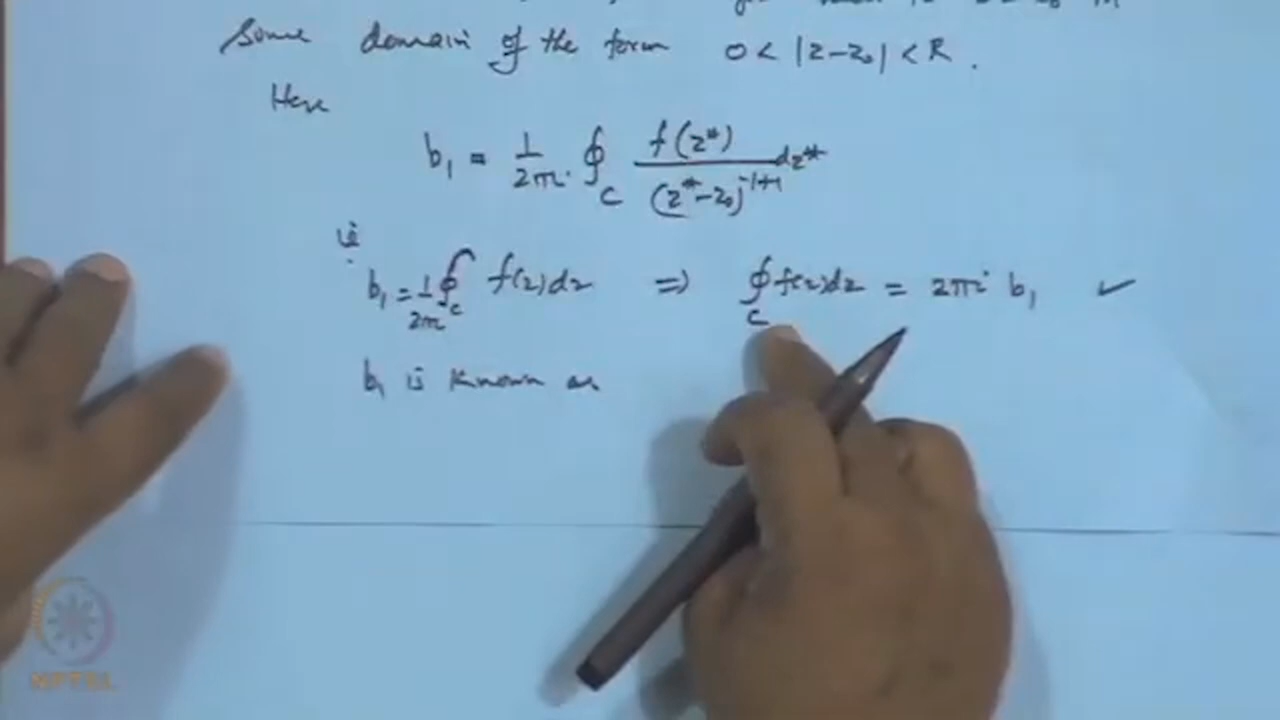 some domain of the form 0 < |z-z₀| < R.
Here
b₁ = 1/2πi ∮_C f(z*)/(z*-z₀)^{-1+1} dz*
i.e.
b₁ = 1/2πi ∮_C f(z)dz ⇒ ∮_C f(z)dz = 2πi b₁ ✓
b₁ is known as
NPTEL